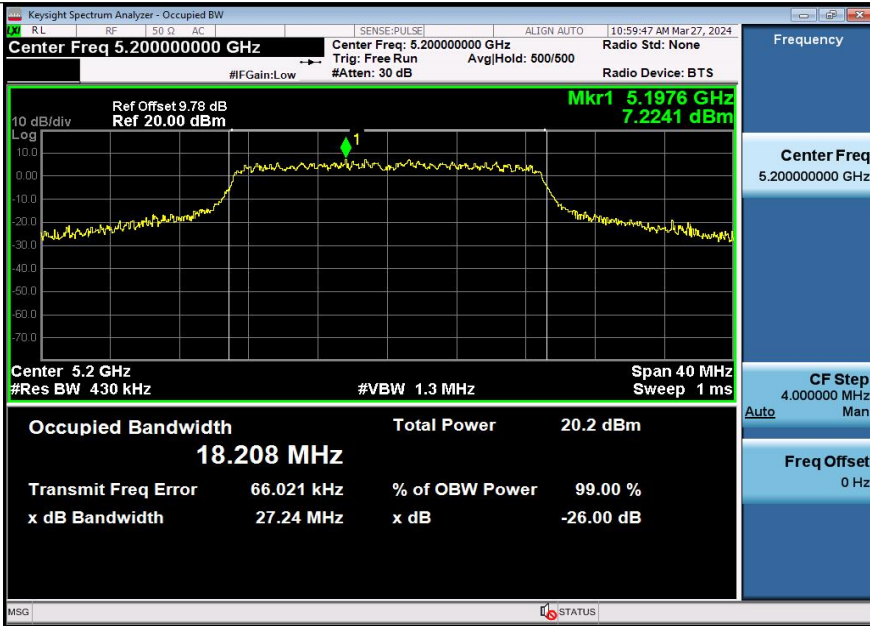 Keysight Spectrum Analyzer - Occupied BW
LXI RL RF 50 Ω AC SENSE:PULSE ALIGN AUTO 10:59:47 AM Mar 27, 2024
Center Freq 5.200000000 GHz
Center Freq: 5.200000000 GHz Radio Std: None
Trig: Free Run Avg|Hold: 500/500
#IFGain:Low #Atten: 30 dB Radio Device: BTS
Frequency
Ref Offset 9.78 dB Mkr1 5.1976 GHz
10 dB/div Ref 20.00 dBm 7.2241 dBm
Log
1
10.0
0.00
-10.0
-20.0
-30.0
-40.0
-50.0
-60.0
-70.0
Center 5.2 GHz Span 40 MHz
#Res BW 430 kHz #VBW 1.3 MHz Sweep 1 ms
Occupied Bandwidth Total Power 20.2 dBm
18.208 MHz
Transmit Freq Error 66.021 kHz % of OBW Power 99.00 %
x dB Bandwidth 27.24 MHz x dB -26.00 dB
Center Freq
5.200000000 GHz
CF Step
4.000000 MHz
Auto Man
Freq Offset
0 Hz
MSG STATUS